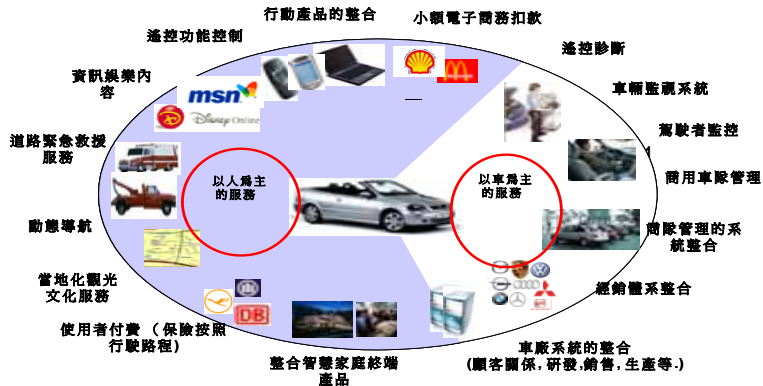 行動產品的整合
小額電子商務扣款
遙控功能控制
遙控診斷
資訊娛樂內
容
車輛監視系統
msn
Disney Online
道路緊急救援
服務
駕駛者監控
以人為主
的服務
以車為主
的服務
商用車隊管理
動態導航
商隊管理的系
統整合
當地化觀光
文化服務
經銷體系整合
DB
使用者付費 (保險按照
行駛路程)
整合智慧家庭終端
產品
車廠系統的整合
(顧客關係,研發,銷售,生產等.)